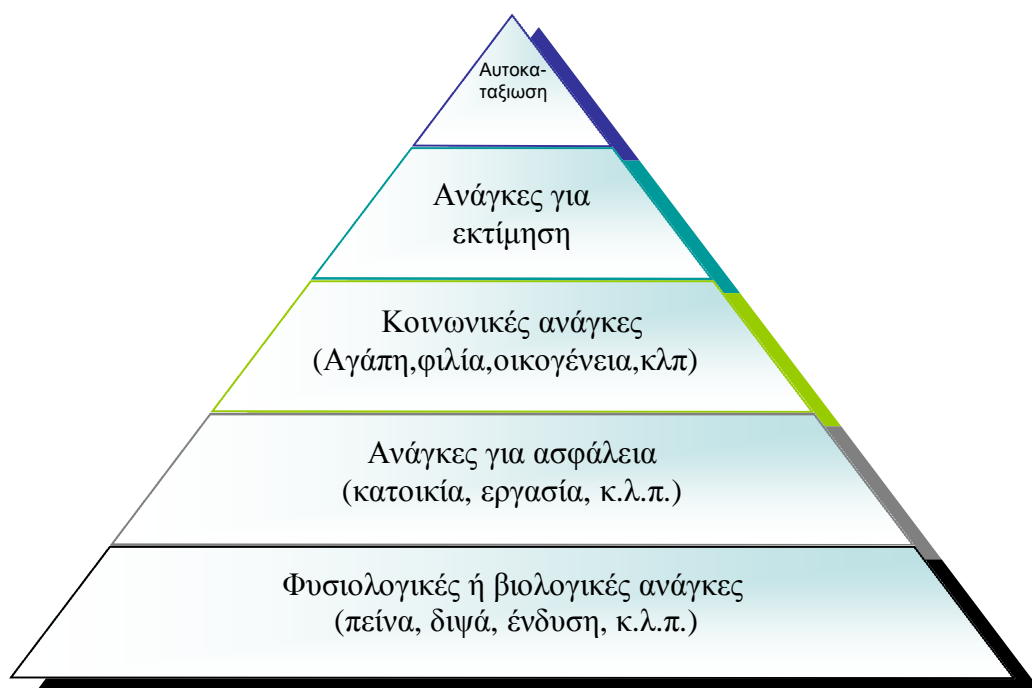 Αυτοκα-
ταξιωση
Ανάγκες για
εκτίμηση
Κοινωνικές ανάγκες
(Αγάπη,φιλία,οικογένεια,κλπ)
Ανάγκες για ασφάλεια
(κατοικία, εργασία, κ.λ.π.)
Φυσιολογικές ή βιολογικές ανάγκες
(πείνα, διψά, ένδυση, κ.λ.π.)